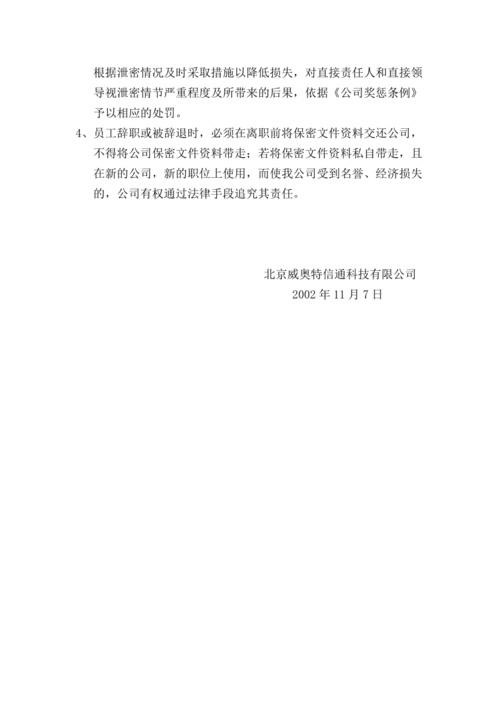 根据泄密情况及时采取措施以降低损失，对直接责任人和直接领
导视泄密情节严重程度及所带来的后果，依据《公司奖惩条例》
予以相应的处罚。
4、员工辞职或被辞退时，必须在离职前将保密文件资料交还公司，
不得将公司保密文件资料带走；若将保密文件资料私自带走，且
在新的公司，新的职位上使用，而使我公司受到名誉、经济损失
的，公司有权通过法律手段追究其责任。
北京威奥特信通科技有限公司
2002 年 11 月 7 日